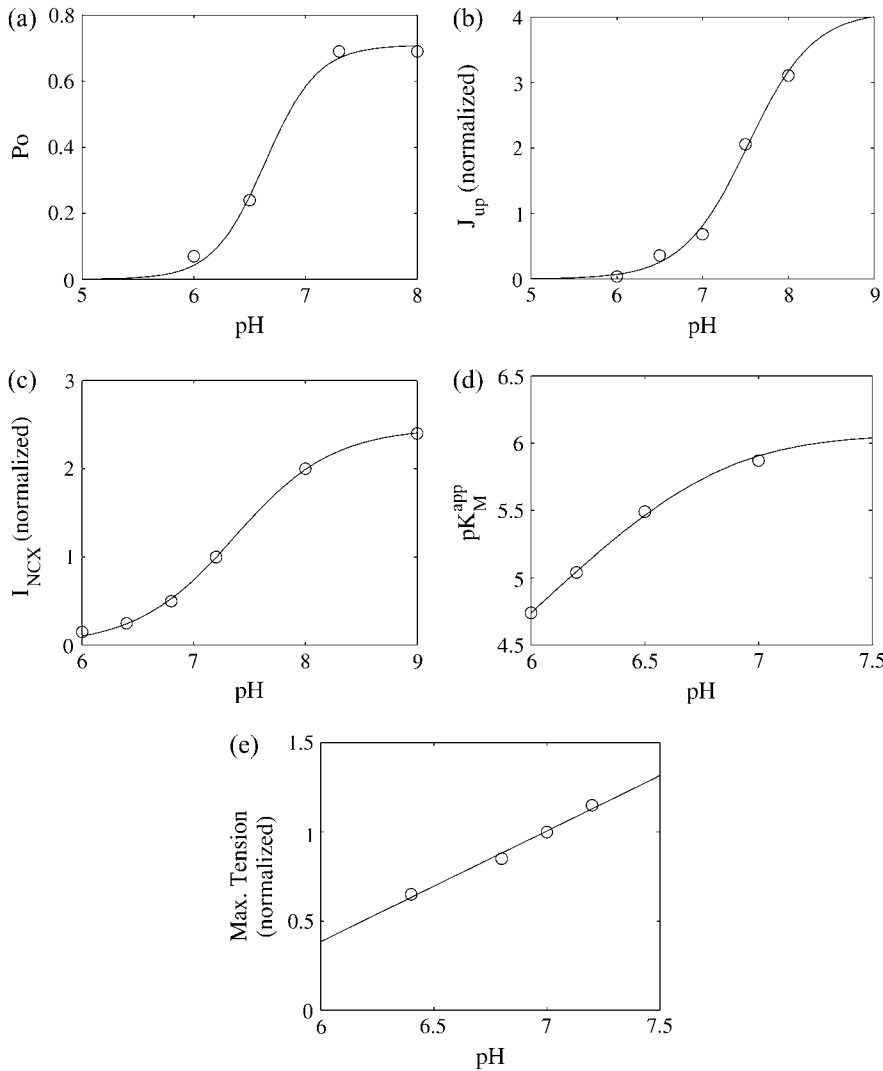 (a)
0.8
0.6
0.4
0.2
0
Po
5 6 7 8
pH
(b)
4
3
2
1
0
J_up (normalized)
5 6 7 8 9
pH
(c)
3
2
1
0
I_NCX (normalized)
6 7 8 9
pH
(d)
6.5
6
5.5
5
4.5
pK_M^app
6 6.5 7 7.5
pH
(e)
1.5
1
0.5
0
Max. Tension
(normalized)
6 6.5 7 7.5
pH